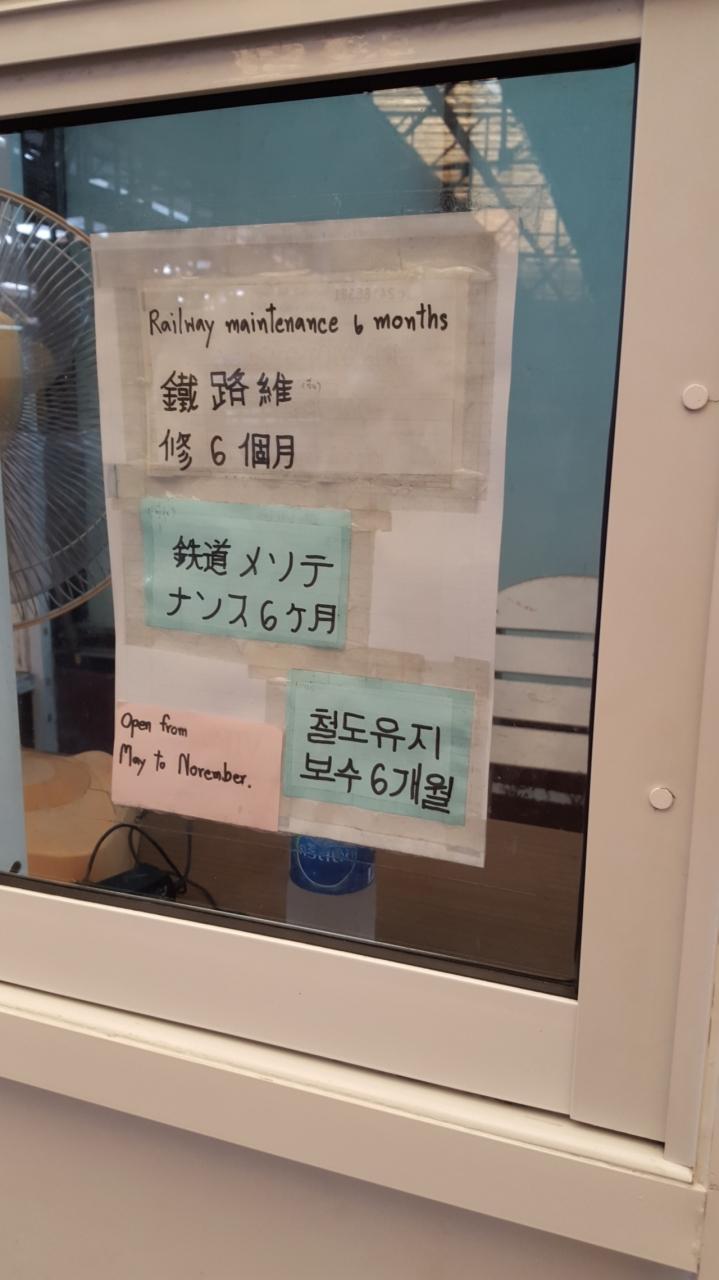 Railway maintenance 6 months
鐵路維
修6個月
鉄道メソテ
ナンス6ヶ月
철도유지
보수6개월
Open from
May to November.